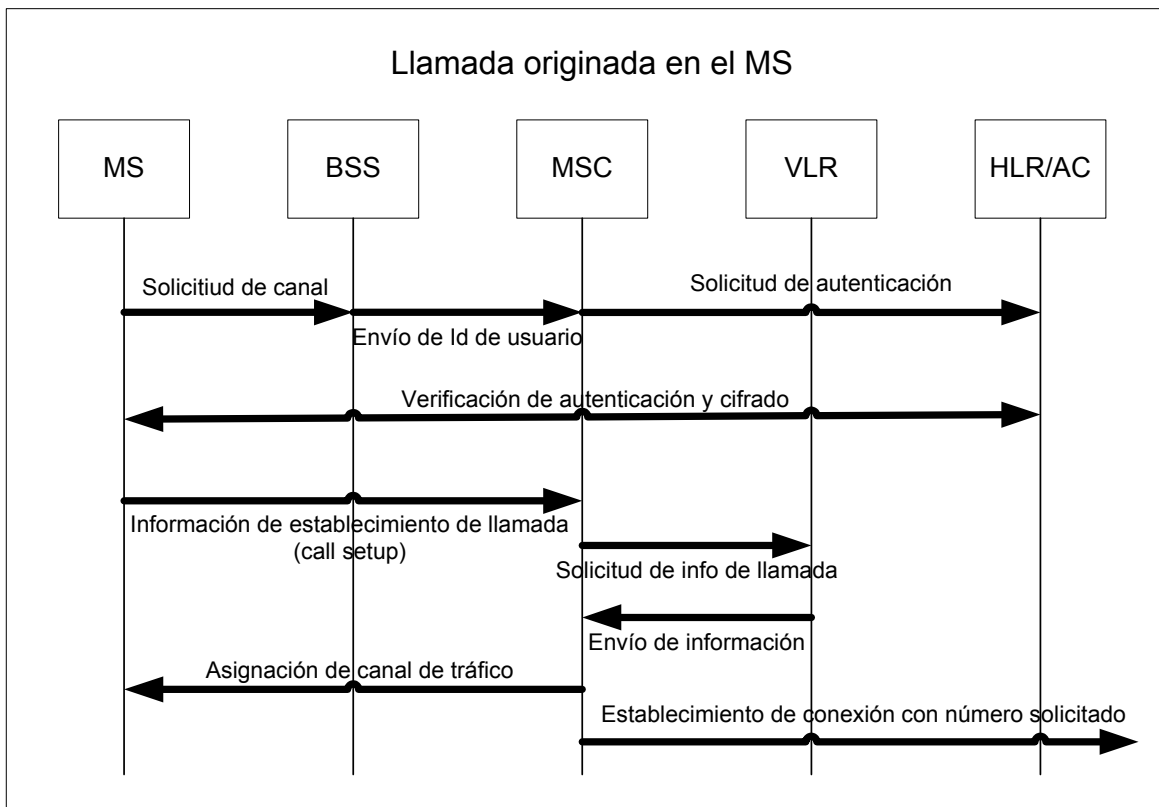 Llamada originada en el MS
MS
BSS
MSC
VLR
HLR/AC
Solicitiud de canal
Envío de Id de usuario
Solicitud de autenticación
Verificación de autenticación y cifrado
Información de establecimiento de llamada
(call setup)
Solicitud de info de llamada
Envío de información
Asignación de canal de tráfico
Establecimiento de conexión con número solicitado